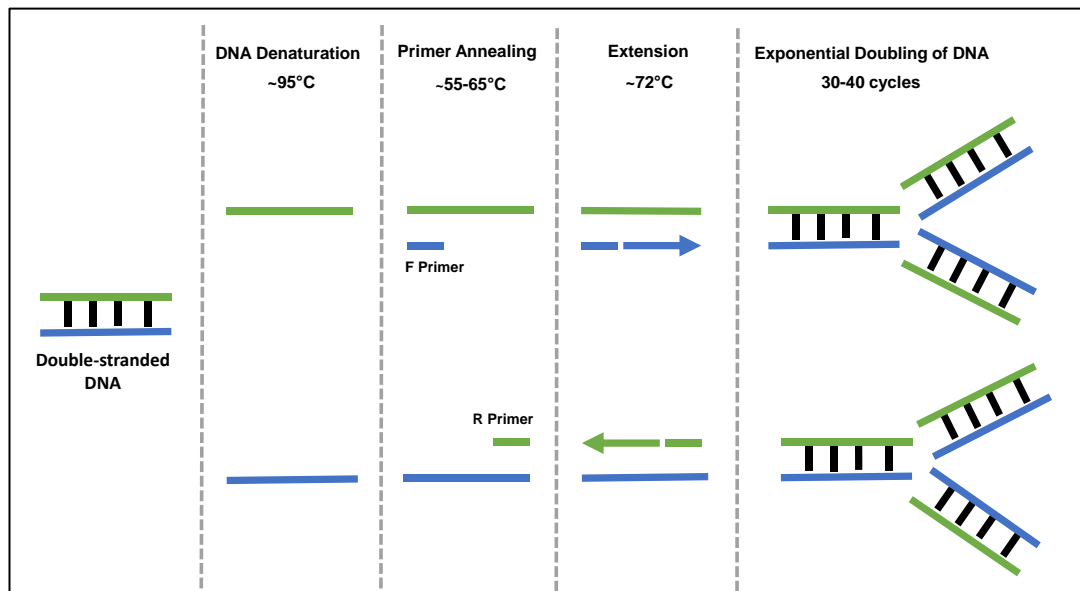 DNA Denaturation
~95°C
Primer Annealing
~55-65°C
Extension
~72°C
Exponential Doubling of DNA
30-40 cycles
F Primer
Double-stranded
DNA
R Primer